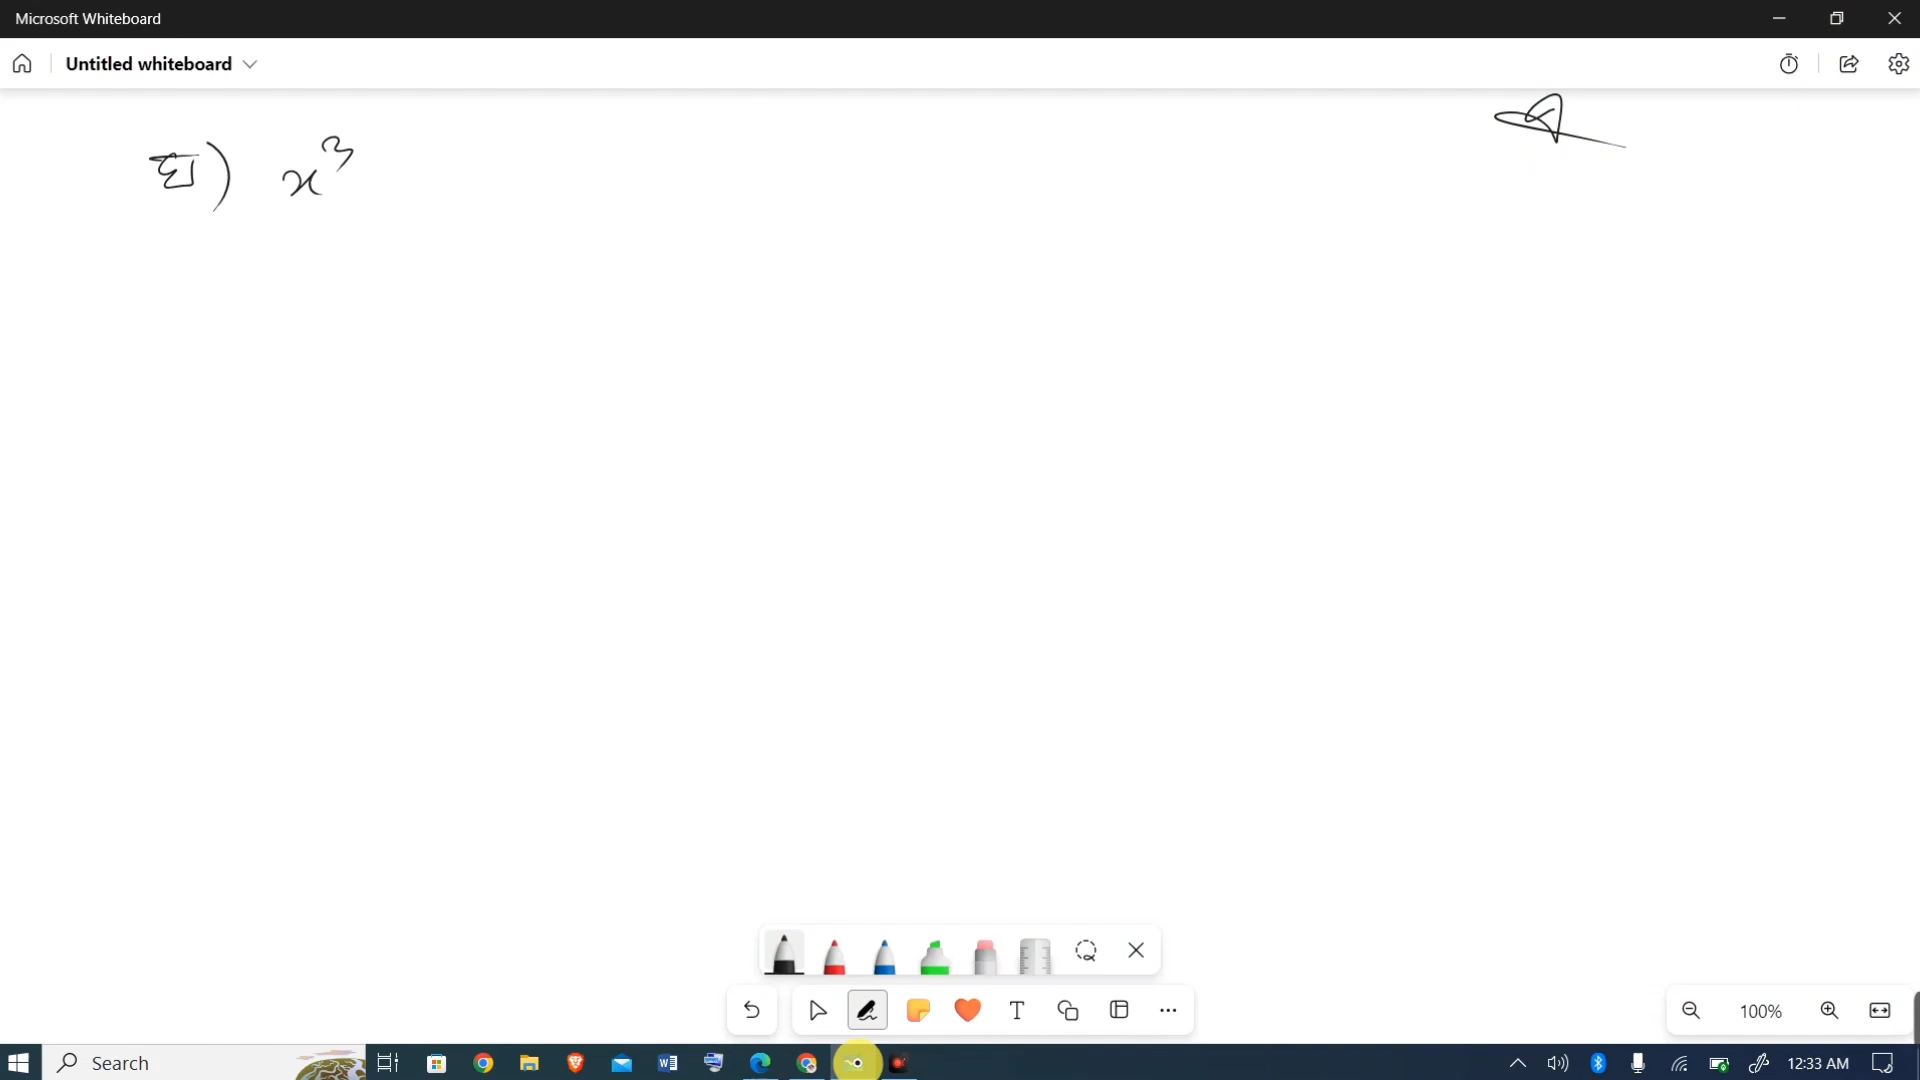 Microsoft Whiteboard
Untitled whiteboard
ঘ) x³
100%
Search
12:33 AM